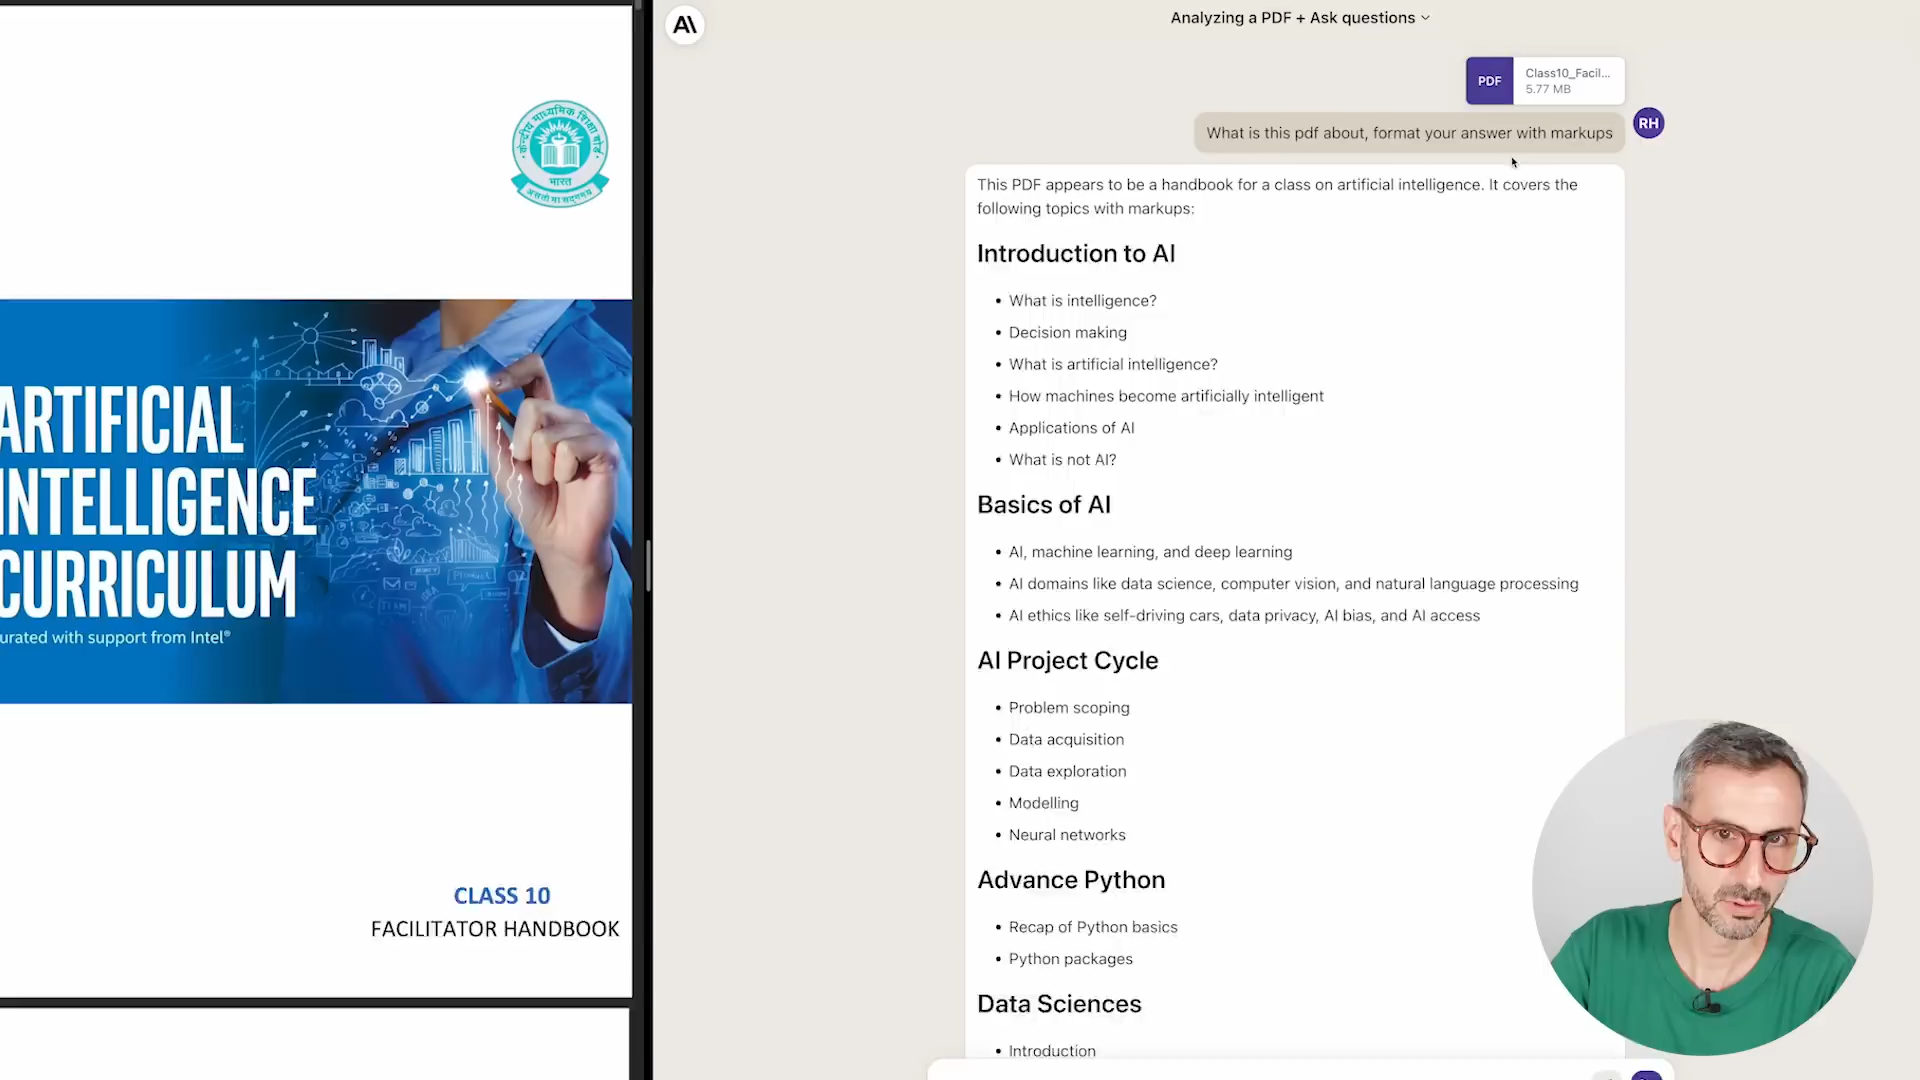 केन्द्रीय माध्यमिक शिक्षा बोर्ड
भारत
असतो मा सद्गमय
ARTIFICIAL
INTELLIGENCE
CURRICULUM
urated with support from Intel®
CLASS 10
FACILITATOR HANDBOOK
A\
Analyzing a PDF + Ask questions
PDF
Class10_Facil...
5.77 MB
What is this pdf about, format your answer with markups
RH
This PDF appears to be a handbook for a class on artificial intelligence. It covers the
following topics with markups:
Introduction to AI
• What is intelligence?
• Decision making
• What is artificial intelligence?
• How machines become artificially intelligent
• Applications of AI
• What is not AI?
Basics of AI
• AI, machine learning, and deep learning
• AI domains like data science, computer vision, and natural language processing
• AI ethics like self-driving cars, data privacy, AI bias, and AI access
AI Project Cycle
• Problem scoping
• Data acquisition
• Data exploration
• Modelling
• Neural networks
Advance Python
• Recap of Python basics
• Python packages
Data Sciences
• Introduction